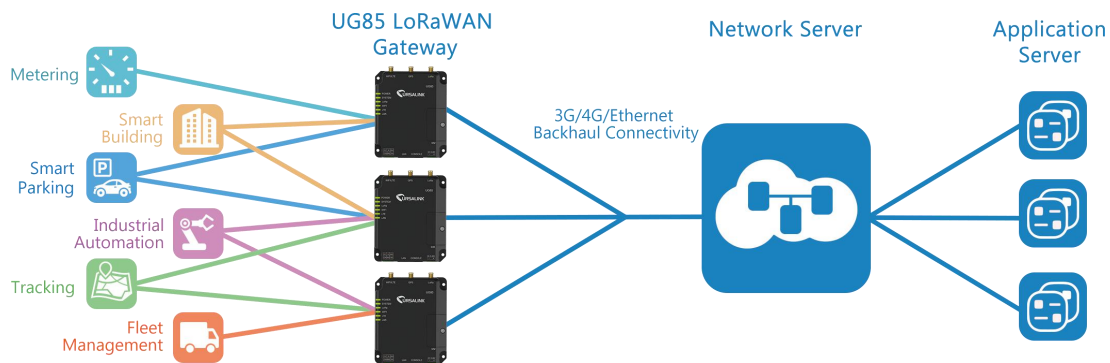 UG85 LoRaWAN
Gateway
Network Server
Application
Server
Metering
Smart
Building
Smart
Parking
Industrial
Automation
Tracking
Fleet
Management
P
3G/4G/Ethernet
Backhaul Connectivity
URSALINK
URSALINK
URSALINK